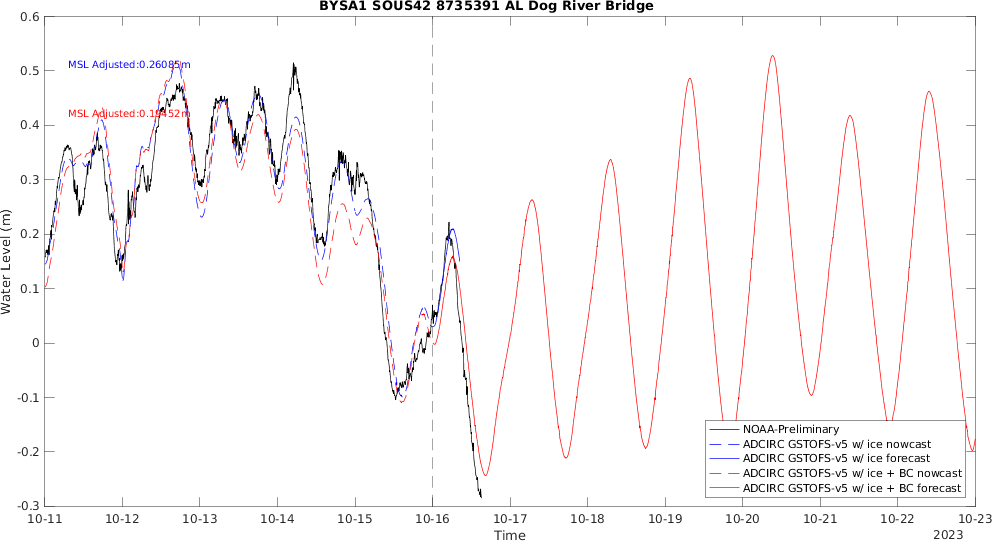 BYSA1 SOUS42 8735391 AL Dog River Bridge
0.6
0.5
0.4
0.3
0.2
0.1
0
-0.1
-0.2
-0.3
Water Level (m)
MSL Adjusted:0.26085m
MSL Adjusted:0.19452m
NOAA-Preliminary
ADCIRC GSTOFS-v5 w/ ice nowcast
ADCIRC GSTOFS-v5 w/ ice forecast
ADCIRC GSTOFS-v5 w/ ice + BC nowcast
ADCIRC GSTOFS-v5 w/ ice + BC forecast
10-11 10-12 10-13 10-14 10-15 10-16 10-17 10-18 10-19 10-20 10-21 10-22 10-23
Time
2023